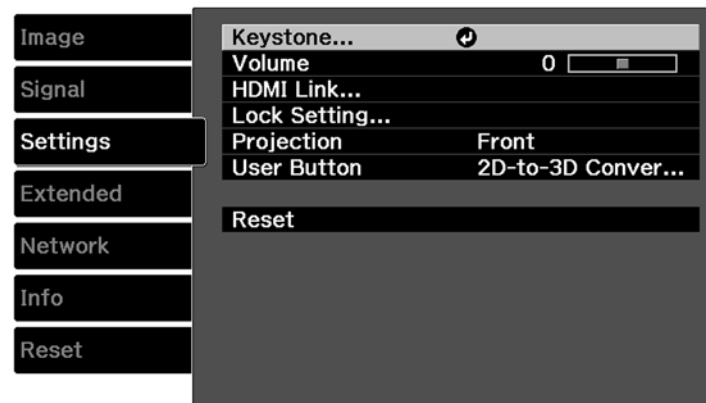 Image
Signal
Settings
Extended
Network
Info
Reset
Keystone...
Volume 0
HDMI Link...
Lock Setting...
Projection Front
User Button 2D-to-3D Conver...
Reset